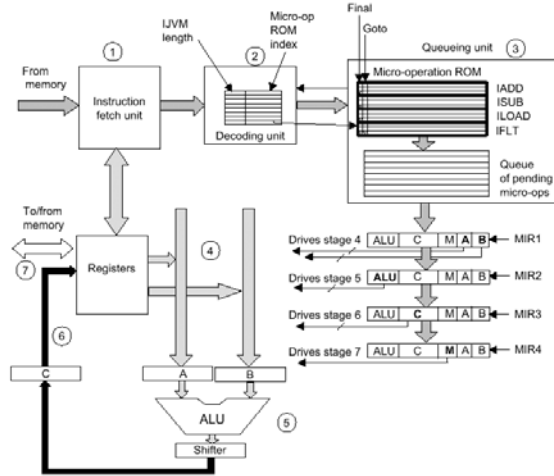 Final
Goto
IJVM
length
Micro-op
ROM
index
1
2
Queueing unit
3
From
memory
Instruction
fetch unit
Decoding unit
Micro-operation ROM
IADD
ISUB
ILOAD
IFLT
Queue
of pending
micro-ops
To/from
memory
7
Registers
4
Drives stage 4
ALU C M A B
MIR1
Drives stage 5
ALU C M A B
MIR2
Drives stage 6
ALU C M A B
MIR3
Drives stage 7
ALU C M A B
MIR4
6
C
A
B
ALU
5
Shifter